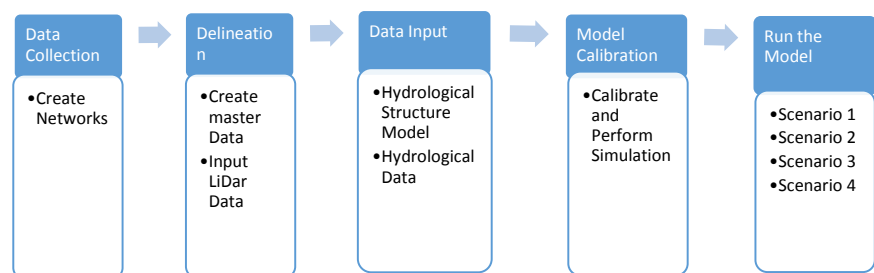 Data
Collection
•Create
Networks
Delineatio
n
•Create
master
Data
•Input
LiDar
Data
Data Input
•Hydrological
Structure
Model
•Hydrological
Data
Model
Calibration
•Calibrate
and
Perform
Simulation
Run the
Model
•Scenario 1
•Scenario 2
•Scenario 3
•Scenario 4